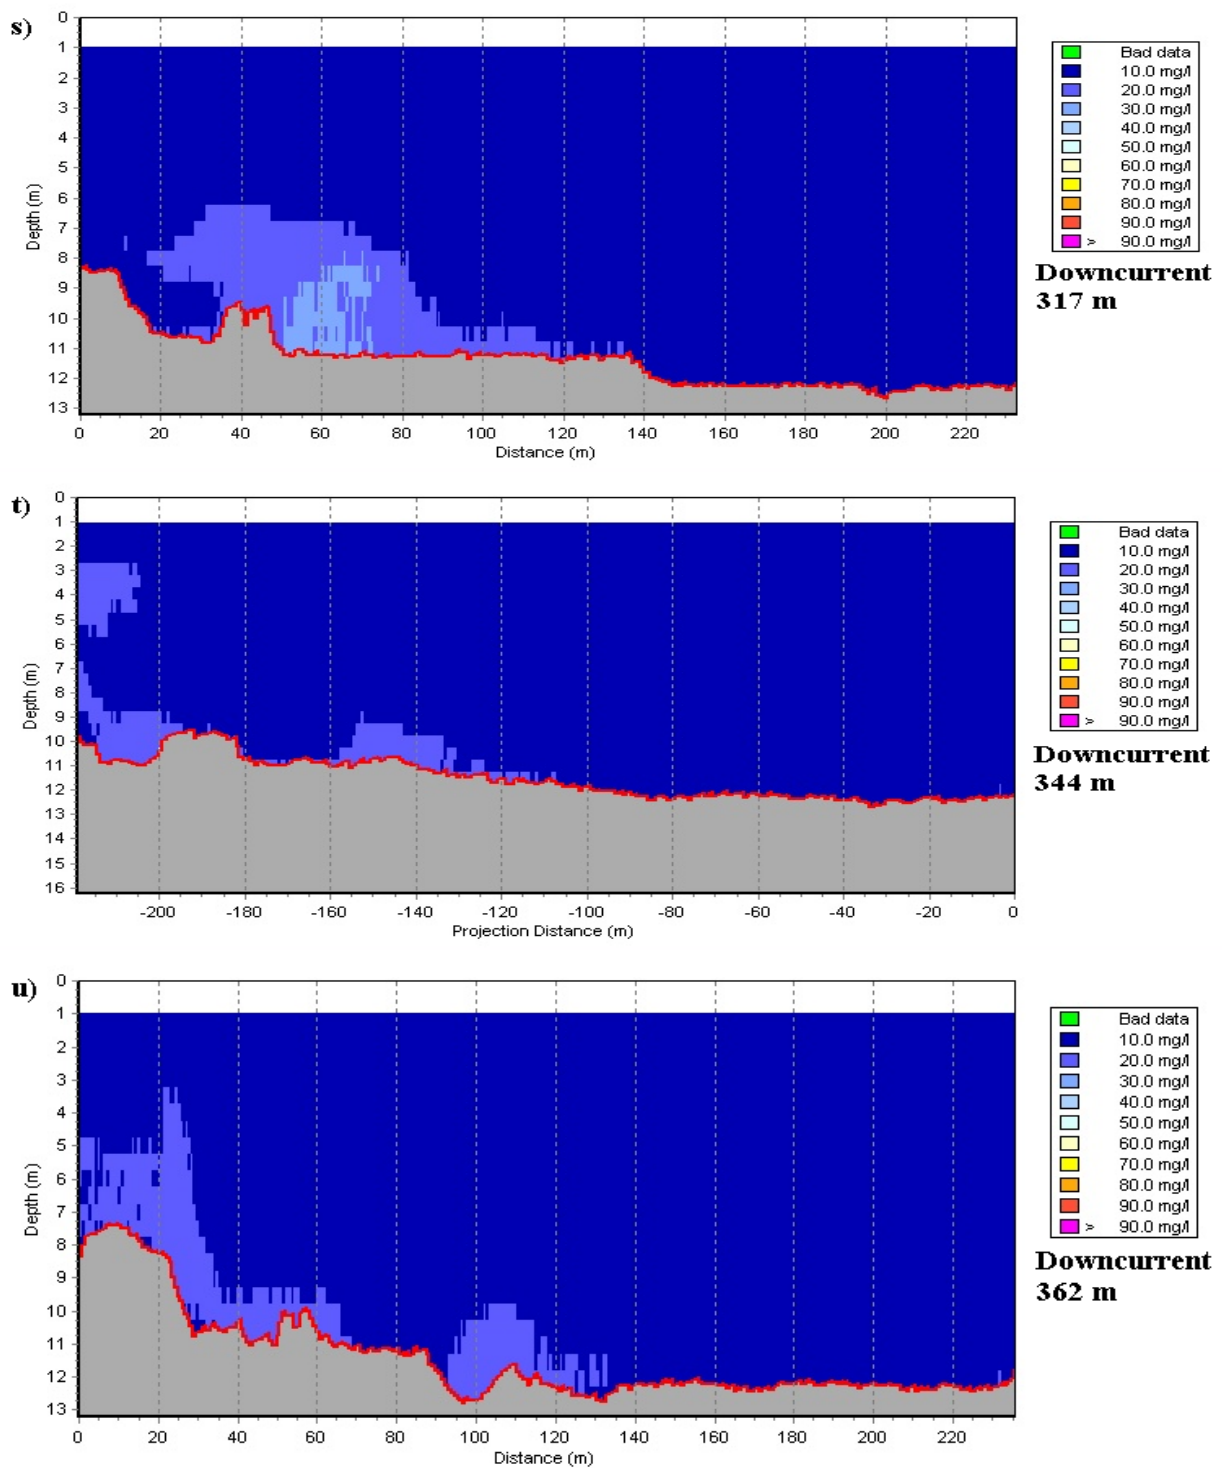 s)
0
1
2
3
4
5
6
7
8
9
10
11
12
13
Depth (m)
0 20 40 60 80 100 120 140 160 180 200 220
Distance (m)
Bad data
10.0 mg/l
20.0 mg/l
30.0 mg/l
40.0 mg/l
50.0 mg/l
60.0 mg/l
70.0 mg/l
80.0 mg/l
90.0 mg/l
> 90.0 mg/l
Downcurrent
317 m
t)
0
1
2
3
4
5
6
7
8
9
10
11
12
13
14
15
16
Depth (m)
-200 -180 -160 -140 -120 -100 -80 -60 -40 -20 0
Projection Distance (m)
Bad data
10.0 mg/l
20.0 mg/l
30.0 mg/l
40.0 mg/l
50.0 mg/l
60.0 mg/l
70.0 mg/l
80.0 mg/l
90.0 mg/l
> 90.0 mg/l
Downcurrent
344 m
u)
0
1
2
3
4
5
6
7
8
9
10
11
12
13
Depth (m)
0 20 40 60 80 100 120 140 160 180 200 220
Distance (m)
Bad data
10.0 mg/l
20.0 mg/l
30.0 mg/l
40.0 mg/l
50.0 mg/l
60.0 mg/l
70.0 mg/l
80.0 mg/l
90.0 mg/l
> 90.0 mg/l
Downcurrent
362 m